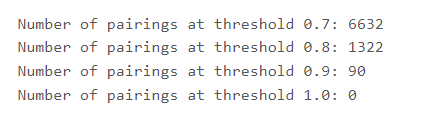 Number of pairings at threshold 0.7: 6632
Number of pairings at threshold 0.8: 1322
Number of pairings at threshold 0.9: 90
Number of pairings at threshold 1.0: 0